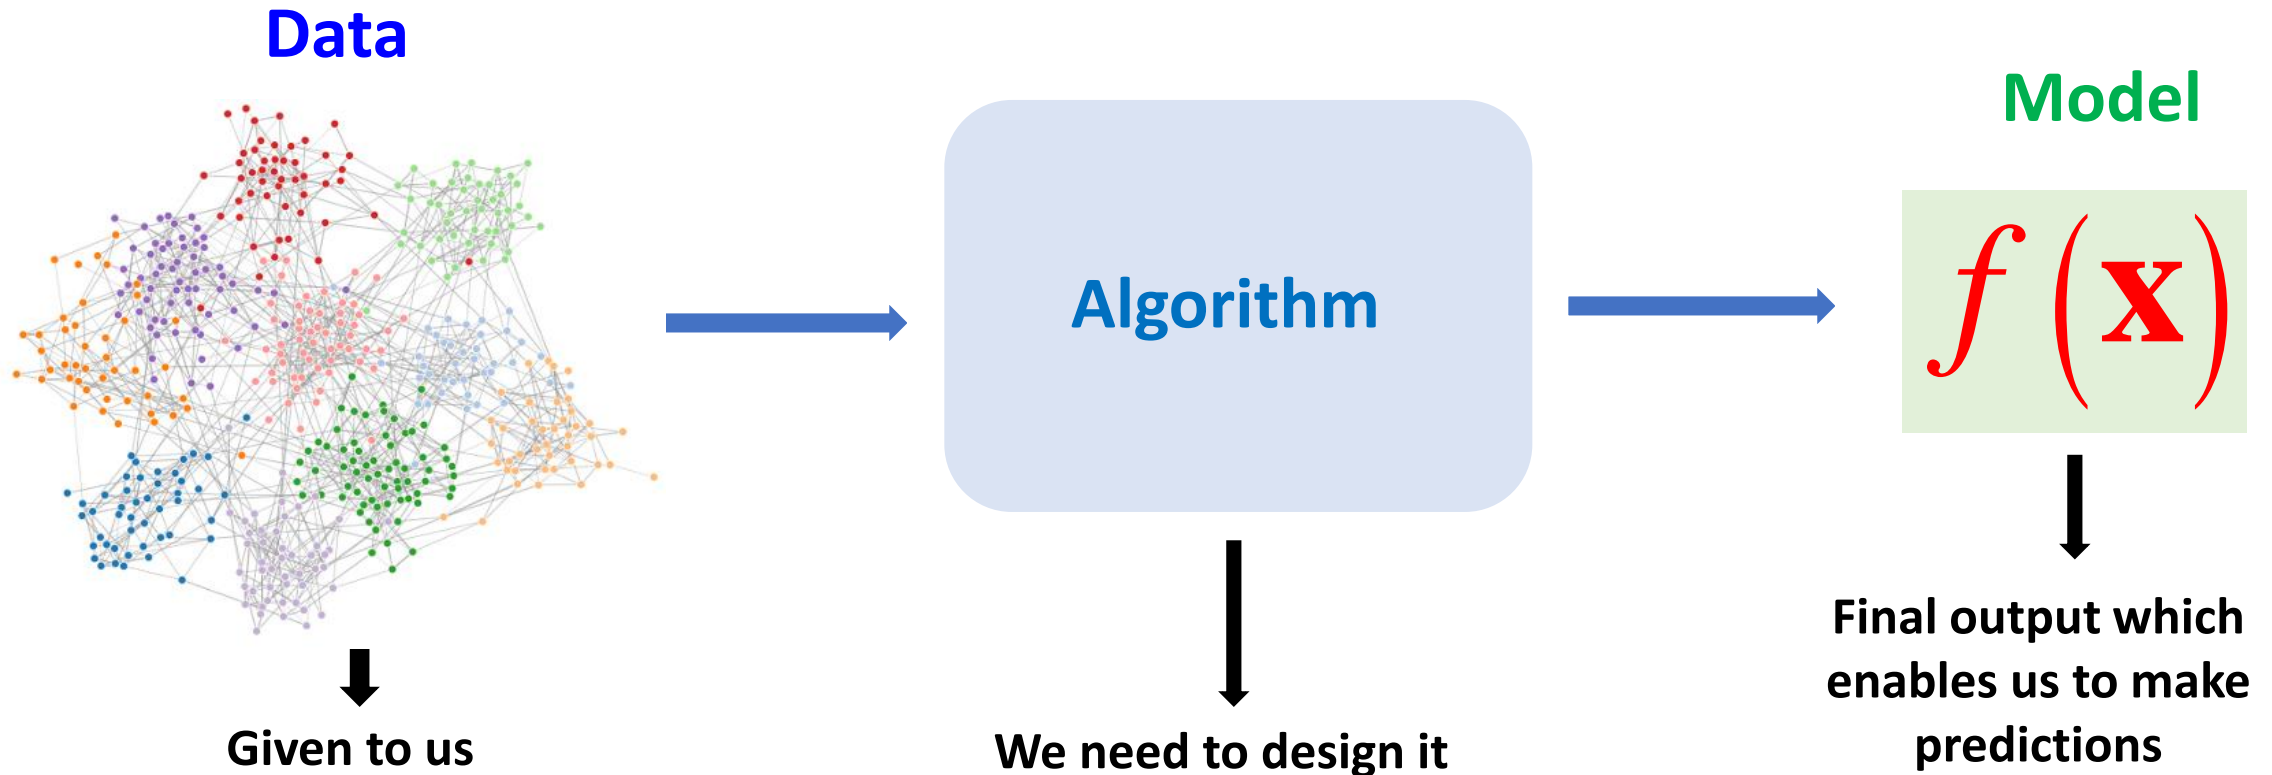 Data
Model
Algorithm
f(x)
Given to us
We need to design it
Final output which
enables us to make
predictions